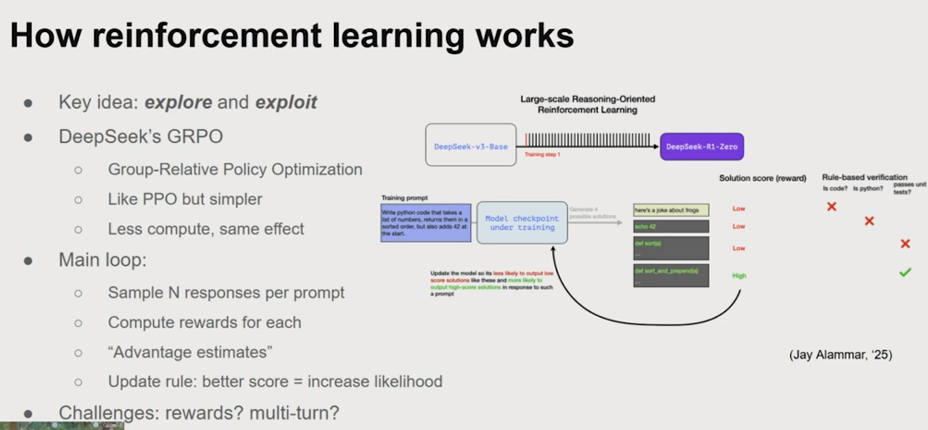 How reinforcement learning works
● Key idea: explore and exploit
● DeepSeek's GRPO
○ Group-Relative Policy Optimization
○ Like PPO but simpler
○ Less compute, same effect
● Main loop:
○ Sample N responses per prompt
○ Compute rewards for each
○ “Advantage estimates”
○ Update rule: better score = increase likelihood
● Challenges: rewards? multi-turn?
Large-scale Reasoning-Oriented
Reinforcement Learning
DeepSeek-v3-Base
Training step 1
DeepSeek-R1-Zero
Solution score (reward)
Rule-based verification
Is code?
Is python?
passes unit
tests?
Training prompt
Write python code that takes a
list of numbers, returns them in a
sorted order, but also adds 42 at
the start.
Model checkpoint
under training
Generate 4
possible solutions
here's a joke about frogs
Low
echo 42
Low
def sort(a)
...
Low
def sort_and_prepend(a)
...
High
Update the model so its less likely to output low
score solutions like these and more likely to
output high-score solutions in response to such
a prompt
(Jay Alammar, ‘25)